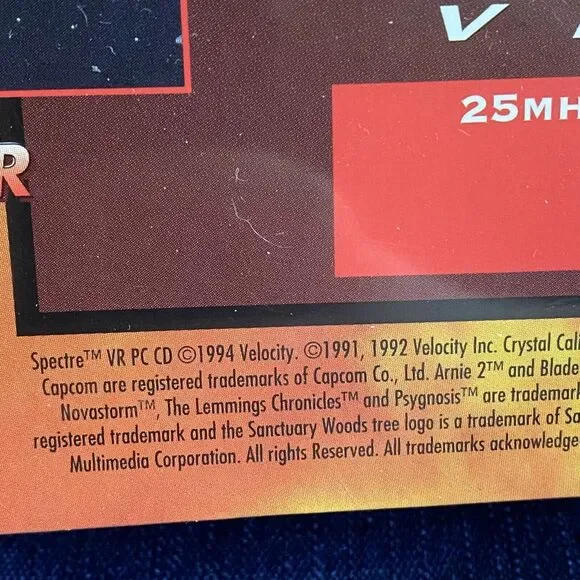 V
25MH
R
Spectre™ VR PC CD ©1994 Velocity. ©1991, 1992 Velocity Inc. Crystal Cali
Capcom are registered trademarks of Capcom Co., Ltd. Arnie 2™ and Blade
Novastorm™, The Lemmings Chronicles™ and Psygnosis™ are trademark
registered trademark and the Sanctuary Woods tree logo is a trademark of Sa
Multimedia Corporation. All rights Reserved. All trademarks acknowledge